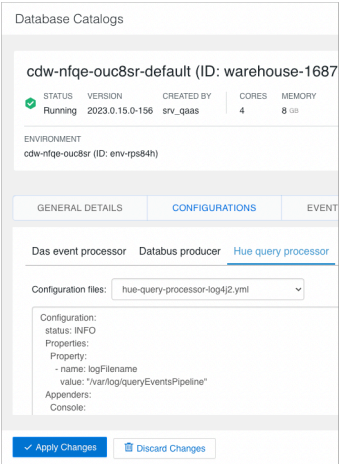 Database Catalogs
cdw-nfqe-ouc8sr-default (ID: warehouse-1687
STATUS VERSION CREATED BY CORES MEMORY
Running 2023.0.15.0-156 srv_qaas 4 8 GB
ENVIRONMENT
cdw-nfqe-ouc8sr (ID: env-rps84h)
GENERAL DETAILS CONFIGURATIONS EVENT
Das event processor Databus producer Hue query processor
Configuration files: hue-query-processor-log4j2.yml
Configuration:
status: INFO
Properties:
Property:
- name: logFilename
value: "/var/log/queryEventsPipeline"
Appenders:
Console:
Apply Changes Discard Changes